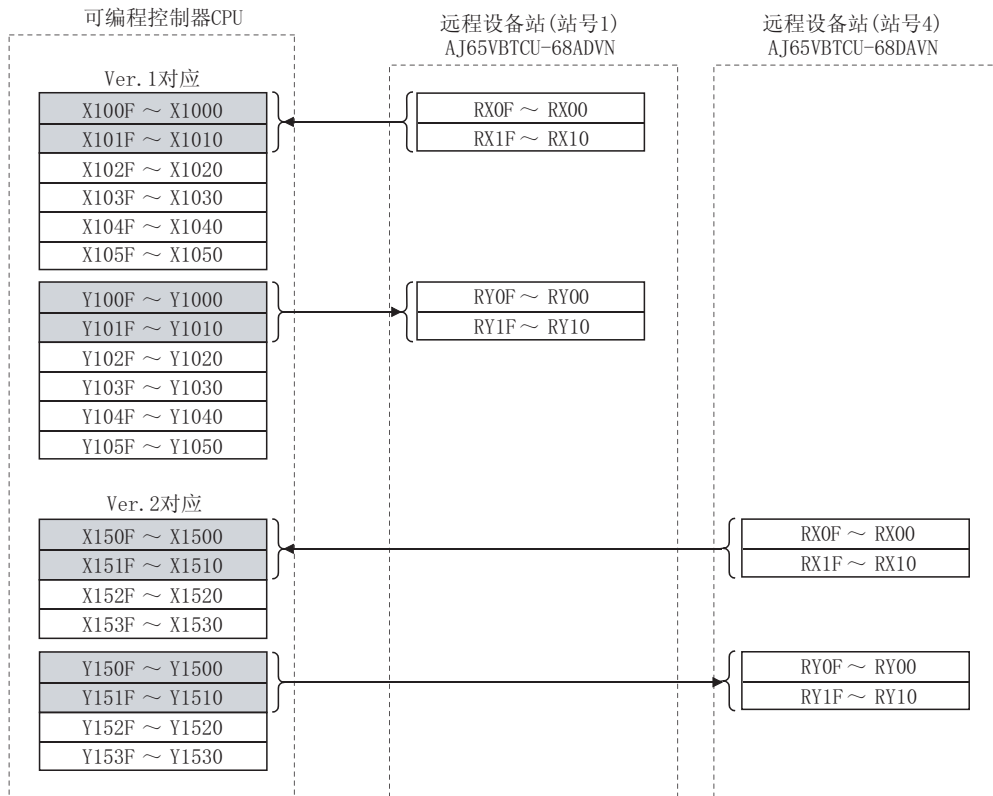 可编程控制器CPU
远程设备站(站号1)
AJ65VBTCU-68ADVN
远程设备站(站号4)
AJ65VBTCU-68DAVN
Ver.1对应
X100F ～ X1000
X101F ～ X1010
X102F ～ X1020
X103F ～ X1030
X104F ～ X1040
X105F ～ X1050
RX0F ～ RX00
RX1F ～ RX10
Y100F ～ Y1000
Y101F ～ Y1010
Y102F ～ Y1020
Y103F ～ Y1030
Y104F ～ Y1040
Y105F ～ Y1050
RY0F ～ RY00
RY1F ～ RY10
Ver.2对应
X150F ～ X1500
X151F ～ X1510
X152F ～ X1520
X153F ～ X1530
RX0F ～ RX00
RX1F ～ RX10
Y150F ～ Y1500
Y151F ～ Y1510
Y152F ～ Y1520
Y153F ～ Y1530
RY0F ～ RY00
RY1F ～ RY10